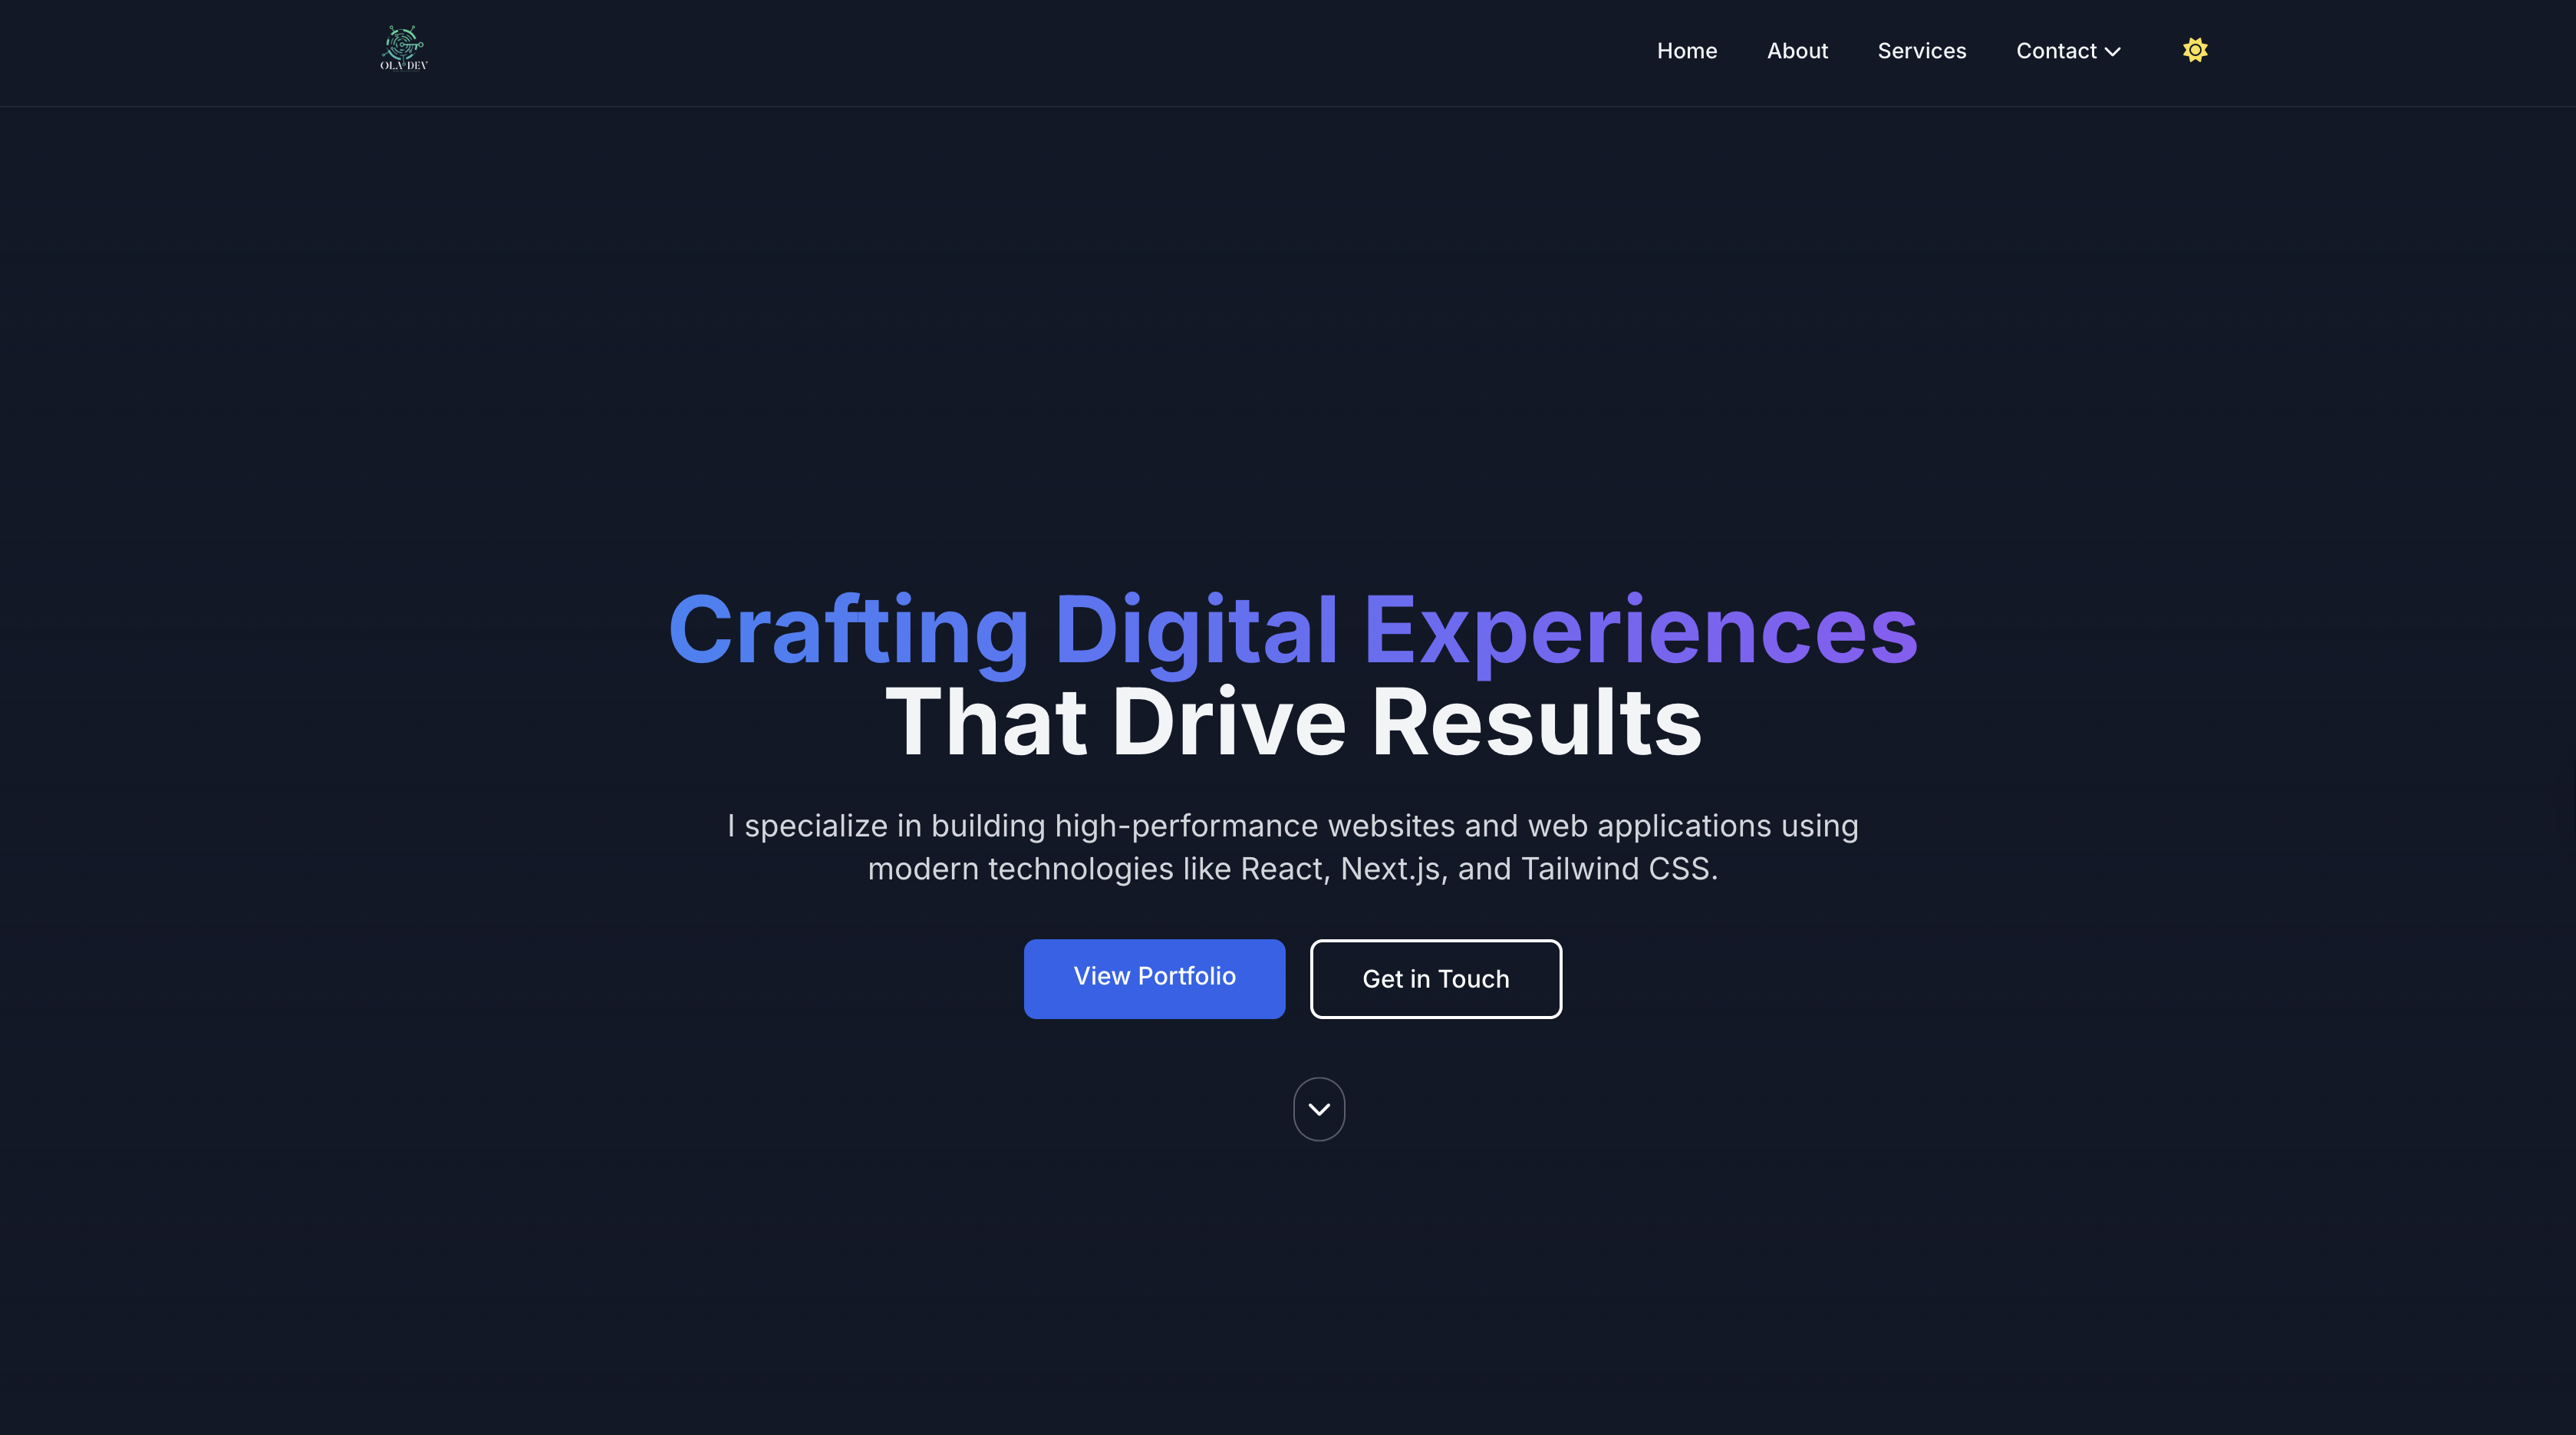 OLA DEV
Home
About
Services
Contact
Crafting Digital Experiences
That Drive Results
I specialize in building high-performance websites and web applications using
modern technologies like React, Next.js, and Tailwind CSS.
View Portfolio
Get in Touch